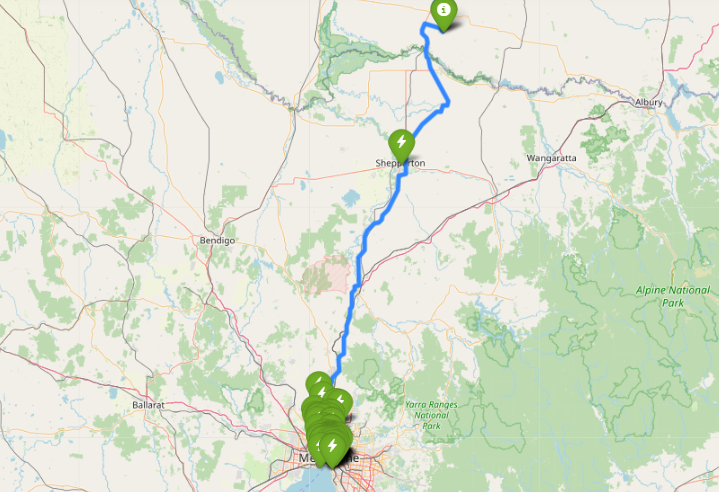 Albury
Shepparton
Wangaratta
Bendigo
Alpine National
Park
Ballarat
Yarra Ranges
National
Park